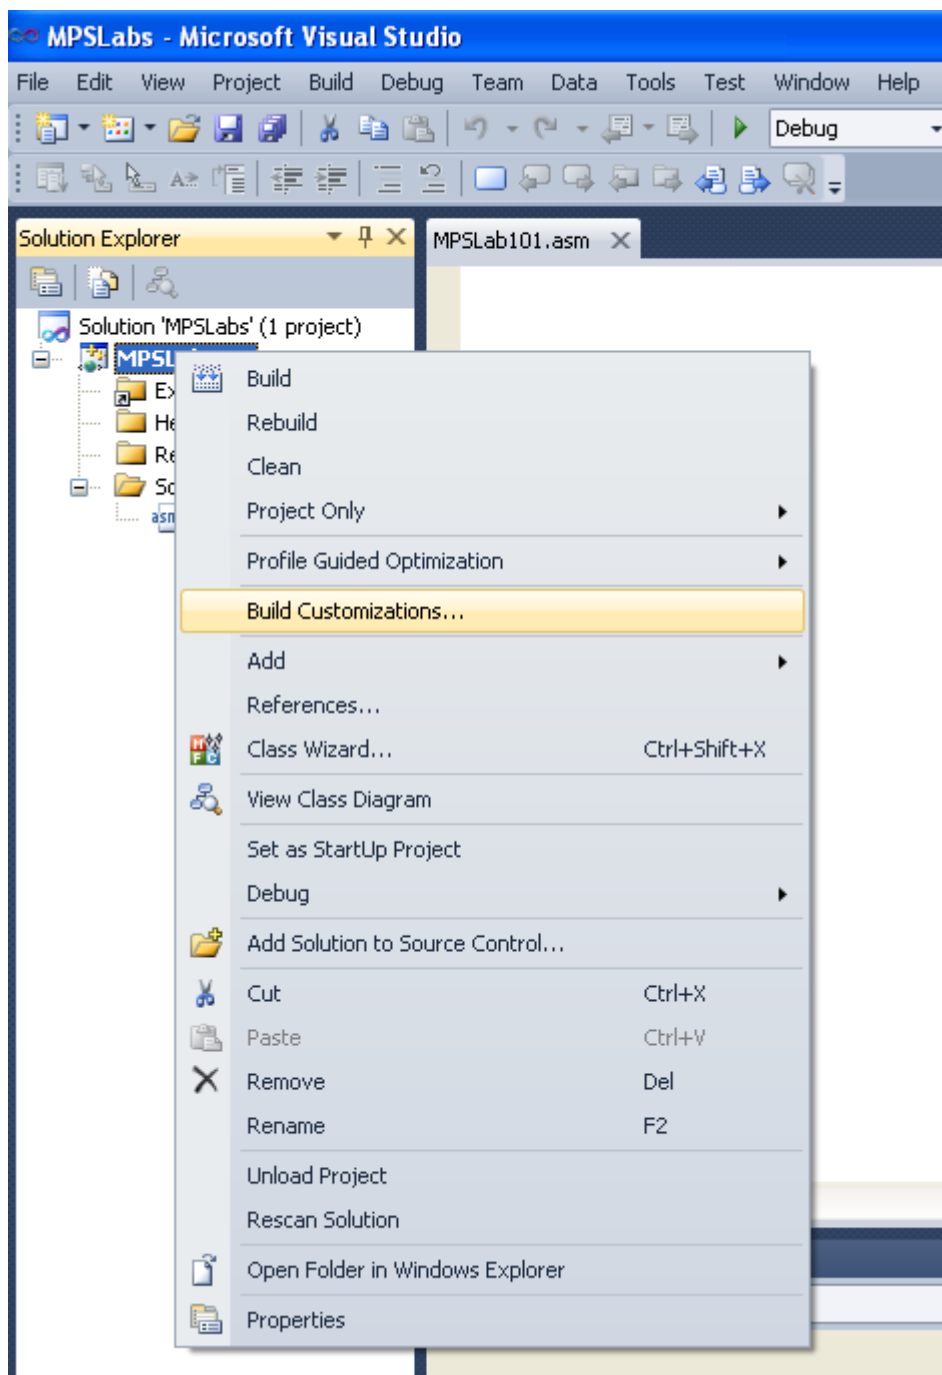 MPSLabs - Microsoft Visual Studio
File Edit View Project Build Debug Team Data Tools Test Window Help
Debug
Solution Explorer
MPSLab101.asm
Solution 'MPSLabs' (1 project)
Build
Rebuild
Clean
Project Only
Profile Guided Optimization
Build Customizations...
Add
References...
Class Wizard... Ctrl+Shift+X
View Class Diagram
Set as StartUp Project
Debug
Add Solution to Source Control...
Cut Ctrl+X
Paste Ctrl+V
Remove Del
Rename F2
Unload Project
Rescan Solution
Open Folder in Windows Explorer
Properties